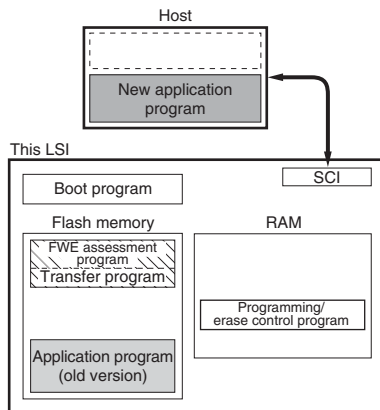 Host
New application
program
This LSI
SCI
Boot program
Flash memory
RAM
FWE assessment
program
Transfer program
Programming/
erase control program
Application program
(old version)